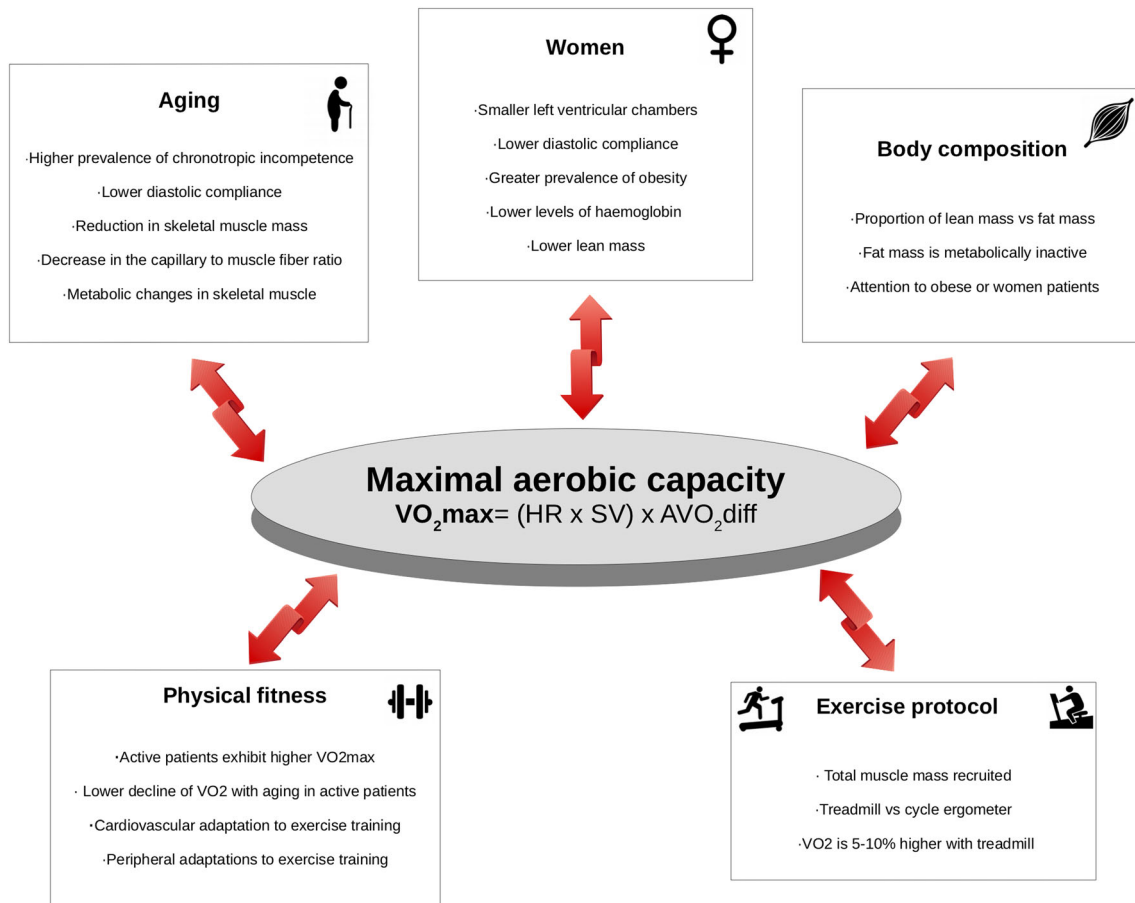 Women
·Smaller left ventricular chambers
·Lower diastolic compliance
·Greater prevalence of obesity
·Lower levels of haemoglobin
·Lower lean mass
Aging
·Higher prevalence of chronotropic incompetence
·Lower diastolic compliance
·Reduction in skeletal muscle mass
·Decrease in the capillary to muscle fiber ratio
·Metabolic changes in skeletal muscle
Body composition
·Proportion of lean mass vs fat mass
·Fat mass is metabolically inactive
·Attention to obese or women patients
Maximal aerobic capacity
VO₂max= (HR x SV) x AVO₂diff
Physical fitness
·Active patients exhibit higher VO2max
· Lower decline of VO2 with aging in active patients
·Cardiovascular adaptation to exercise training
·Peripheral adaptations to exercise training
Exercise protocol
· Total muscle mass recruited
·Treadmill vs cycle ergometer
·VO2 is 5-10% higher with treadmill